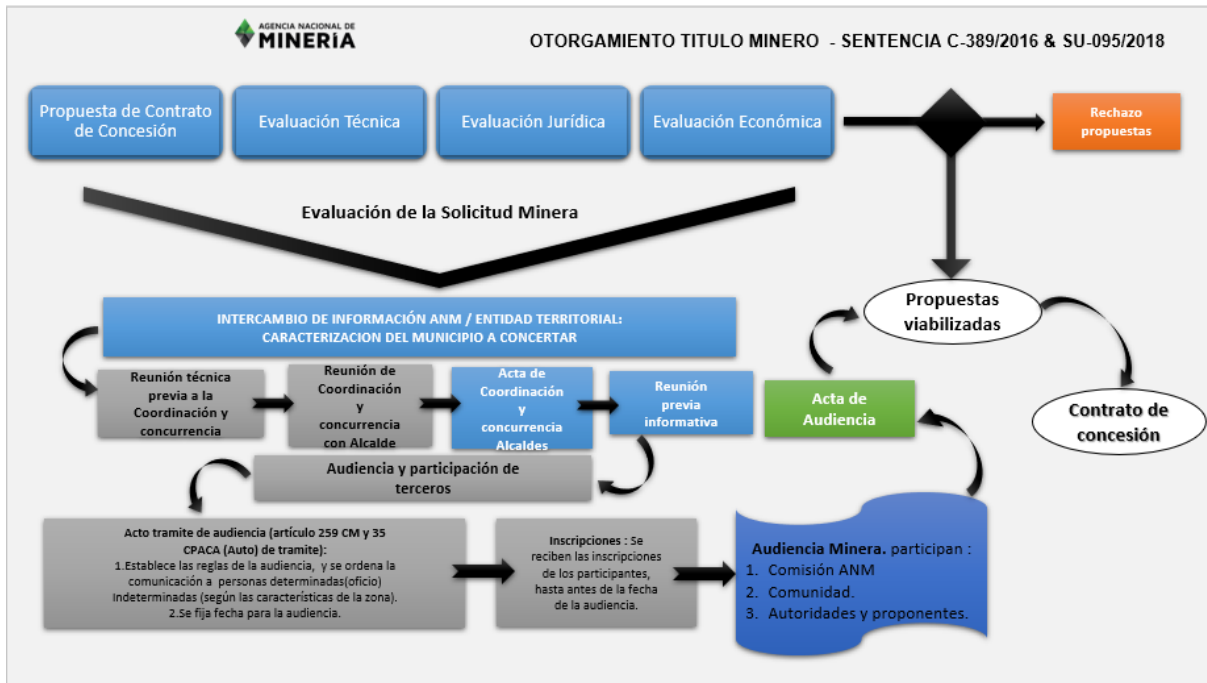 AGENCIA NACIONAL DE
MINERÍA
OTORGAMIENTO TITULO MINERO - SENTENCIA C-389/2016 & SU-095/2018
Propuesta de Contrato
de Concesión
Evaluación Técnica
Evaluación Jurídica
Evaluación Económica
Rechazo
propuestas
Evaluación de la Solicitud Minera
Propuestas
viabilizadas
INTERCAMBIO DE INFORMACIÓN ANM / ENTIDAD TERRITORIAL:
CARACTERIZACION DEL MUNICIPIO A CONCERTAR
Reunión técnica
previa a la
Coordinación y
concurrencia
Reunión de
Coordinación
y
concurrencia
con Alcalde
Acta de
Coordinación
y
concurrencia
Alcaldes
Reunión
previa
informativa
Acta de
Audiencia
Contrato de
concesión
Audiencia y participación de
terceros
Acto tramite de audiencia (artículo 259 CM y 35
CPACA (Auto) de tramite):
1.Establece las reglas de la audiencia, y se ordena la
comunicación a personas determinadas(oficio)
Indeterminadas (según las características de la zona).
2.Se fija fecha para la audiencia.
Inscripciones : Se
reciben las inscripciones
de los participantes,
hasta antes de la fecha
de la audiencia.
Audiencia Minera. participan :
1. Comisión ANM
2. Comunidad.
3. Autoridades y proponentes.